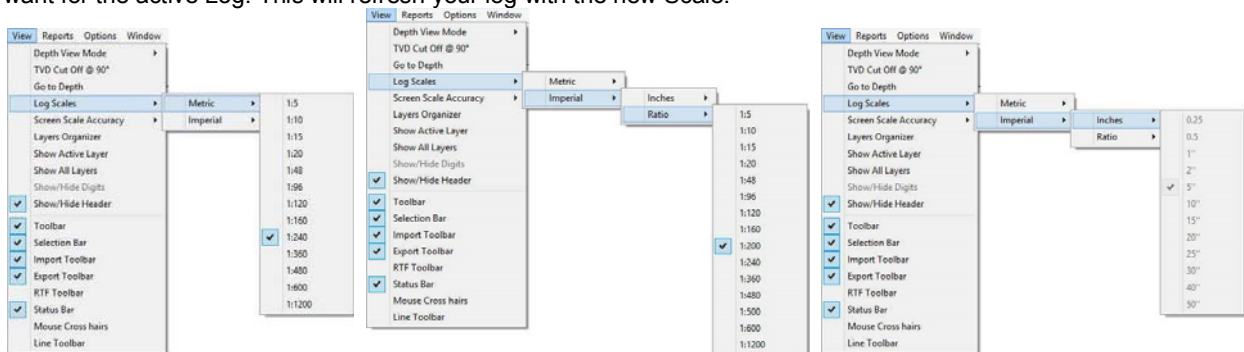 want for the active Log. This will refresh your log with the new Scale.
View Reports Options Window
Depth View Mode
TVD Cut Off @ 90°
Go to Depth
Log Scales
Screen Scale Accuracy
Layers Organizer
Show Active Layer
Show All Layers
Show/Hide Digits
Show/Hide Header
Toolbar
Selection Bar
Import Toolbar
Export Toolbar
RTF Toolbar
Status Bar
Mouse Cross hairs
Line Toolbar
Metric
Imperial
1:5
1:10
1:15
1:20
1:48
1:96
1:120
1:160
1:240
1:360
1:480
1:600
1:1200
View Reports Options Window
Depth View Mode
TVD Cut Off @ 90°
Go to Depth
Log Scales
Screen Scale Accuracy
Layers Organizer
Show Active Layer
Show All Layers
Show/Hide Digits
Show/Hide Header
Toolbar
Selection Bar
Import Toolbar
Export Toolbar
RTF Toolbar
Status Bar
Mouse Cross hairs
Line Toolbar
Metric
Imperial
Inches
Ratio
1:5
1:10
1:15
1:20
1:48
1:96
1:120
1:160
1:200
1:240
1:360
1:480
1:500
1:600
1:1200
View Reports Options Window
Depth View Mode
TVD Cut Off @ 90°
Go to Depth
Log Scales
Screen Scale Accuracy
Layers Organizer
Show Active Layer
Show All Layers
Show/Hide Digits
Show/Hide Header
Toolbar
Selection Bar
Import Toolbar
Export Toolbar
RTF Toolbar
Status Bar
Mouse Cross hairs
Line Toolbar
Metric
Imperial
Inches
Ratio
0.25
0.5
1"
2"
5"
10"
15"
20"
25"
30"
40"
50"